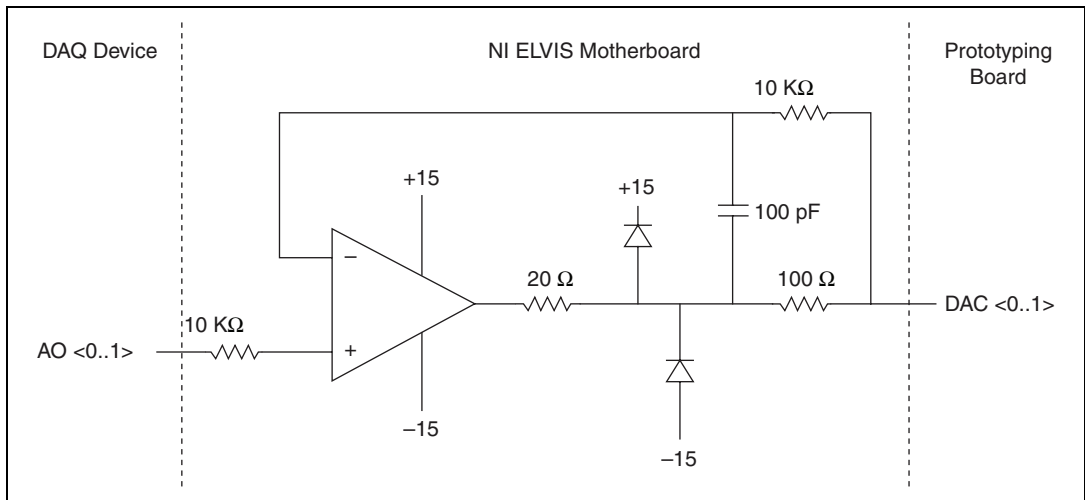 DAQ Device
NI ELVIS Motherboard
Prototyping
Board
10 KΩ
+15
+15
100 pF
−
20 Ω
100 Ω
DAC <0..1>
10 KΩ
AO <0..1>
+
−15
−15